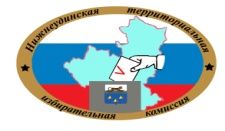 Нижнеудинская территориальная
избирательная комиссия